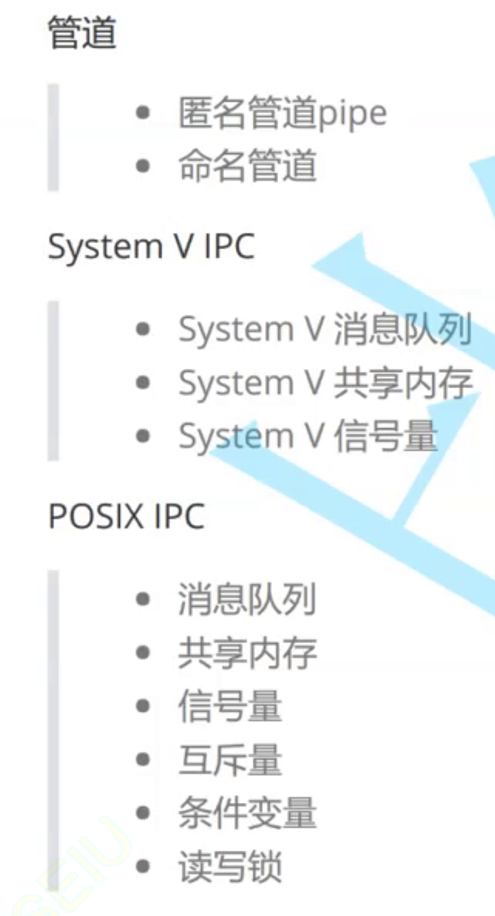 管道
匿名管道pipe
命名管道
System V IPC
System V 消息队列
System V 共享内存
System V 信号量
POSIX IPC
消息队列
共享内存
信号量
互斥量
条件变量
读写锁